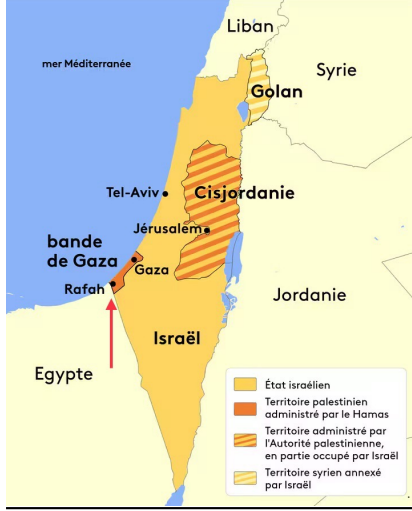 Liban
mer Méditerranée
Syrie
Golan
Tel-Aviv
Cisjordanie
Jérusalem
bande
de Gaza
Gaza
Rafah
Jordanie
Israël
Egypte
État israélien
Territoire palestinien
administré par le Hamas
Territoire administré par
l'Autorité palestinienne,
en partie occupé par Israël
Territoire syrien annexé
par Israël